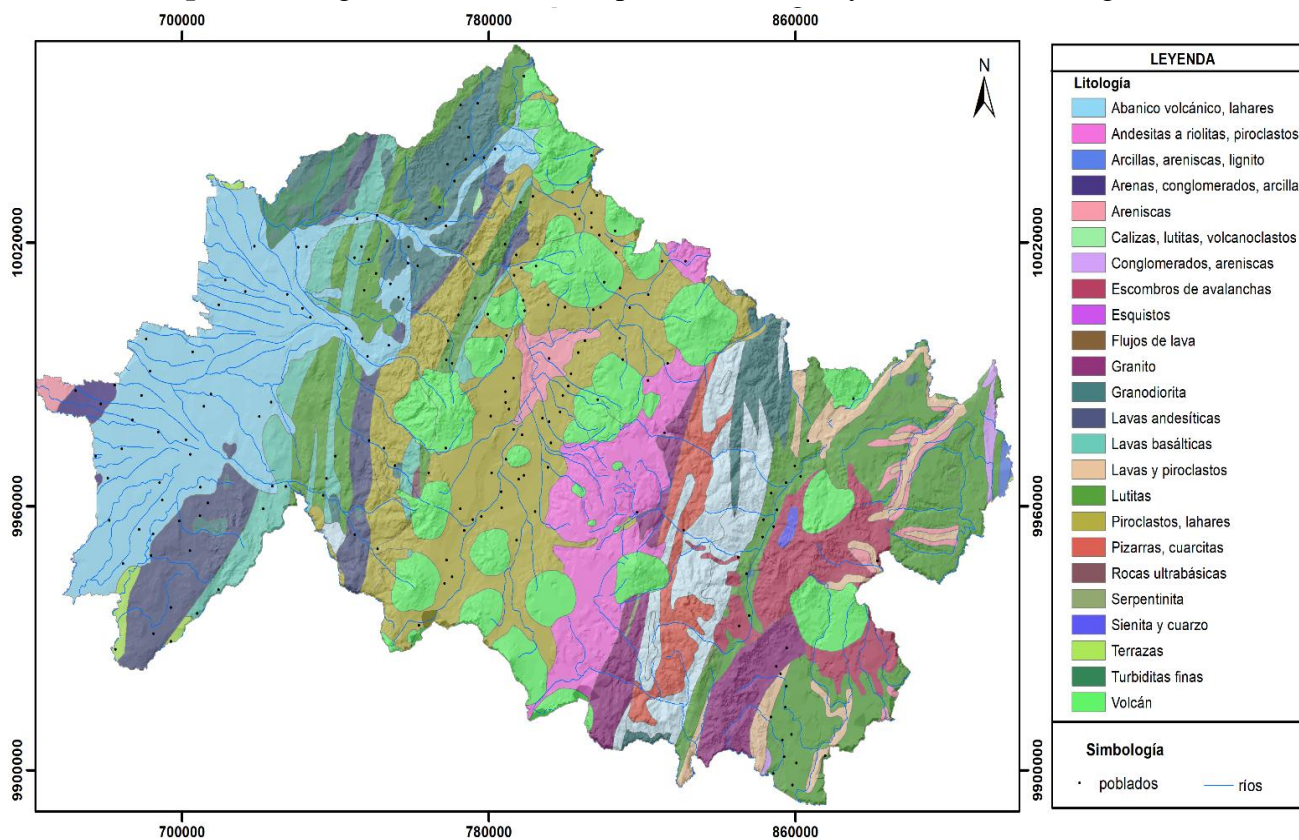 700000
780000
860000
10020000
9960000
9900000
N
10020000
9960000
9900000
700000
780000
860000
LEYENDA
Litología
Abanico volcánico, lahares
Andesitas a riolitas, piroclastos
Arcillas, areniscas, lignito
Arenas, conglomerados, arcilla
Areniscas
Calizas, lutitas, volcanoclastos
Conglomerados, areniscas
Escombros de avalanchas
Esquistos
Flujos de lava
Granito
Granodiorita
Lavas andesíticas
Lavas basálticas
Lavas y piroclastos
Lutitas
Piroclastos, lahares
Pizarras, cuarcitas
Rocas ultrabásicas
Serpentinita
Sienita y cuarzo
Terrazas
Turbiditas finas
Volcán
Simbología
poblados
ríos